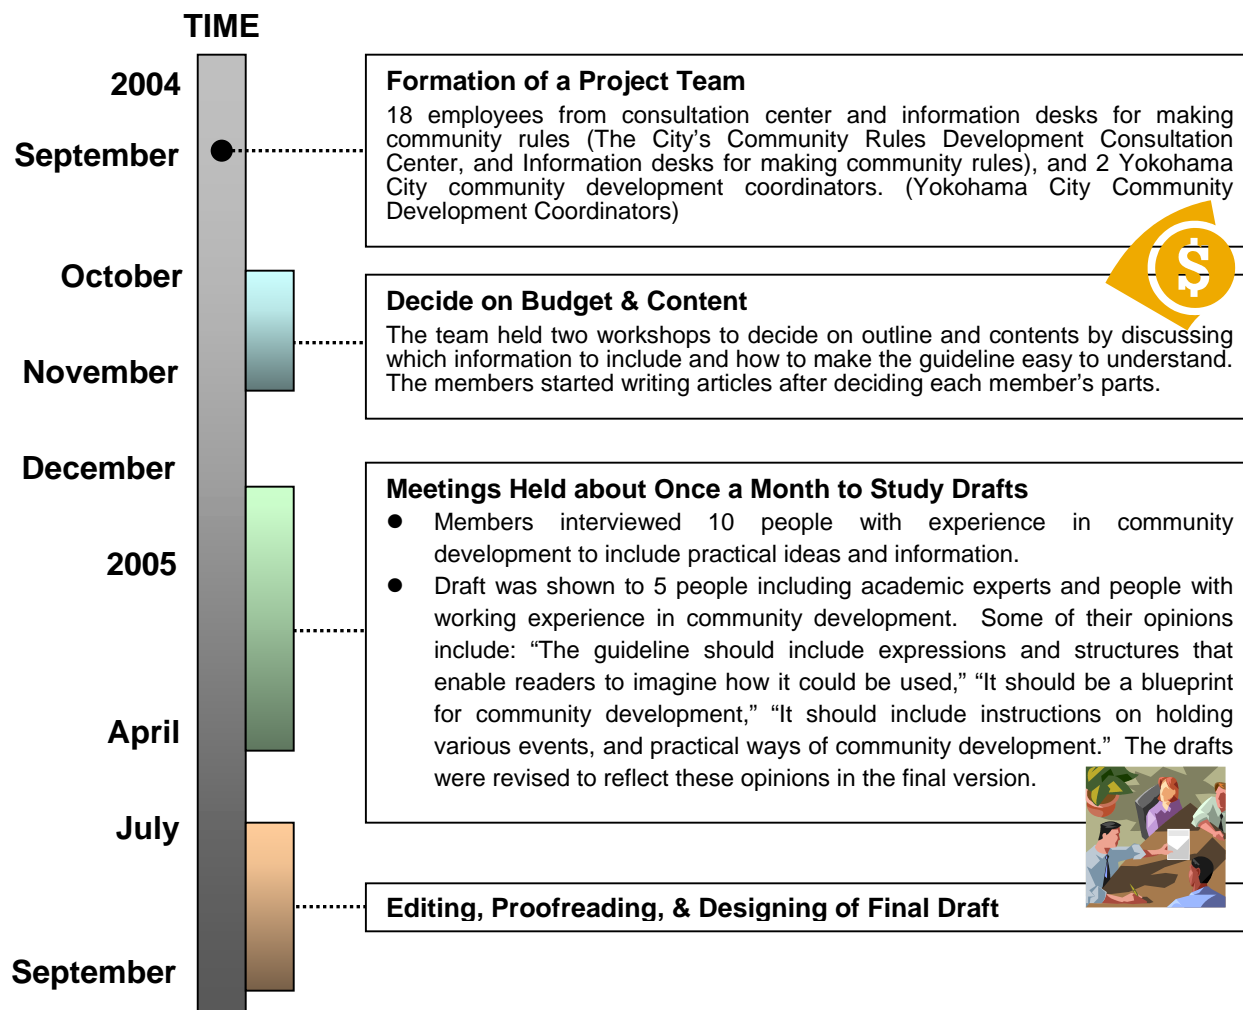 TIME
2004
September
Formation of a Project Team
18 employees from consultation center and information desks for making
community rules (The City's Community Rules Development Consultation
Center, and Information desks for making community rules), and 2 Yokohama
City community development coordinators. (Yokohama City Community
Development Coordinators)
$
October
November
Decide on Budget & Content
The team held two workshops to decide on outline and contents by discussing
which information to include and how to make the guideline easy to understand.
The members started writing articles after deciding each member's parts.
December
2005
April
Meetings Held about Once a Month to Study Drafts
● Members interviewed 10 people with experience in community
development to include practical ideas and information.
● Draft was shown to 5 people including academic experts and people with
working experience in community development. Some of their opinions
include: “The guideline should include expressions and structures that
enable readers to imagine how it could be used,” “It should be a blueprint
for community development,” “It should include instructions on holding
various events, and practical ways of community development.” The drafts
were revised to reflect these opinions in the final version.
July
September
Editing, Proofreading, & Designing of Final Draft